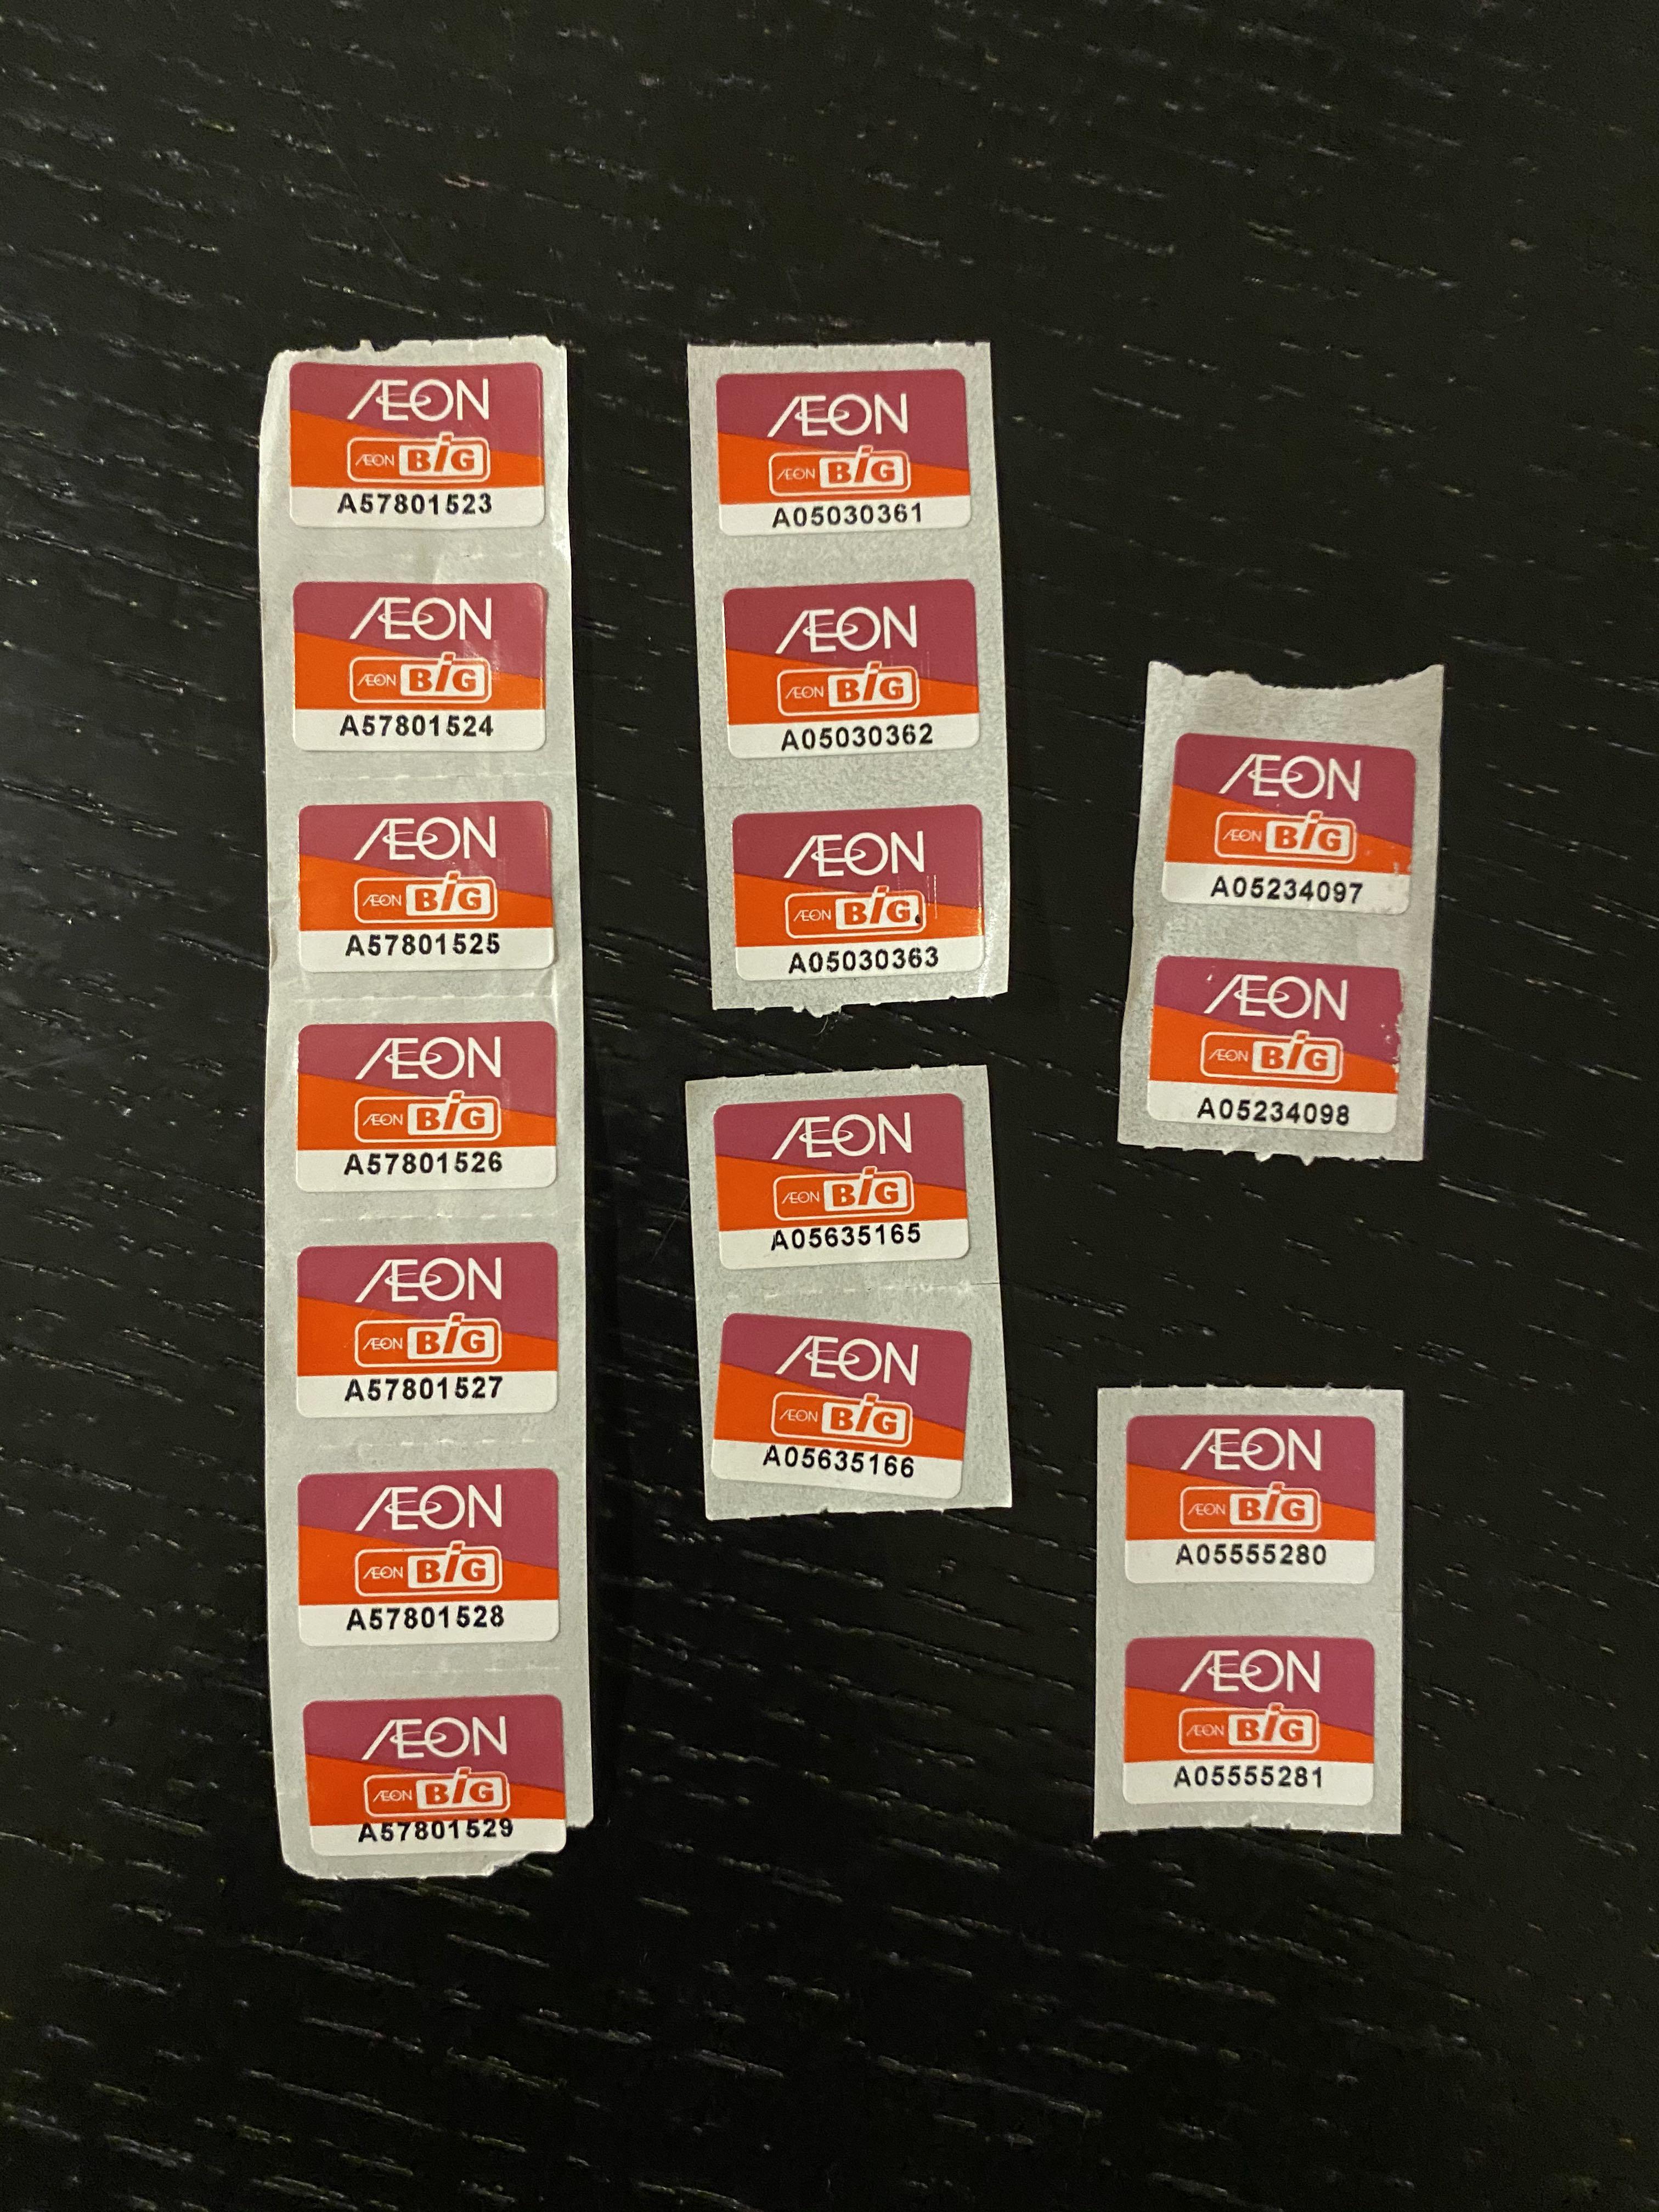 ÆON
ÆON BiG
A57801523
ÆON
ÆON BiG
A57801524
ÆON
ÆON BiG
A57801525
ÆON
ÆON BiG
A57801526
ÆON
ÆON BiG
A57801527
ÆON
ÆON BiG
A57801528
ÆON
ÆON BiG
A57801529
ÆON
ÆON BiG
A05030361
ÆON
ÆON BiG
A05030362
ÆON
ÆON BiG
A05030363
ÆON
ÆON BiG
A05635165
ÆON
ÆON BiG
A05635166
ÆON
ÆON BiG
A05234097
ÆON
ÆON BiG
A05234098
ÆON
ÆON BiG
A05555280
ÆON
ÆON BiG
A05555281